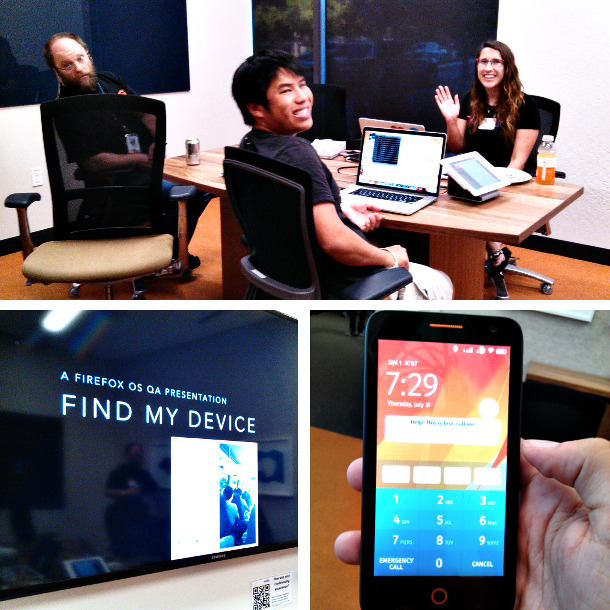 A FIREFOX OS QA PRESENTATION
FIND MY DEVICE
SAMSUNG
SIM 1 AT&T
7:29
Thursday, July 31
Help! This is lost, call me!
1
2 ABC
3 DEF
4 GHI
5 JKL
6 MNO
7 PQRS
8 TUV
9 WXYZ
EMERGENCY CALL
0
CANCEL